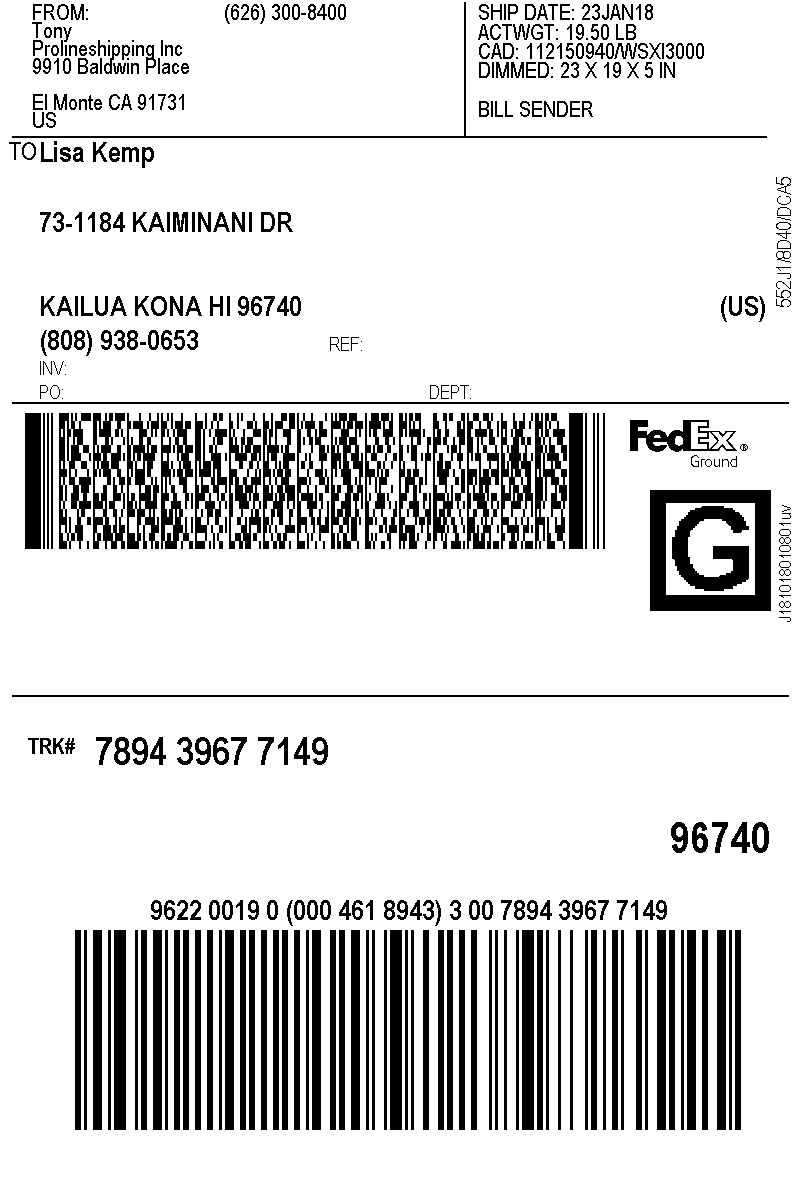 FROM: (626) 300-8400
Tony
Prolineshipping Inc
9910 Baldwin Place
El Monte CA 91731
US
SHIP DATE: 23JAN18
ACTWGT: 19.50 LB
CAD: 112150940/WSXI3000
DIMMED: 23 X 19 X 5 IN
BILL SENDER
TO Lisa Kemp
73-1184 KAIMINANI DR
KAILUA KONA HI 96740 (US)
(808) 938-0653 REF:
INV:
PO: DEPT:
552J1/8D40/DCA5
FedEx ®
Ground
G
J181018010801uv
TRK# 7894 3967 7149
96740
9622 0019 0 (000 461 8943) 3 00 7894 3967 7149